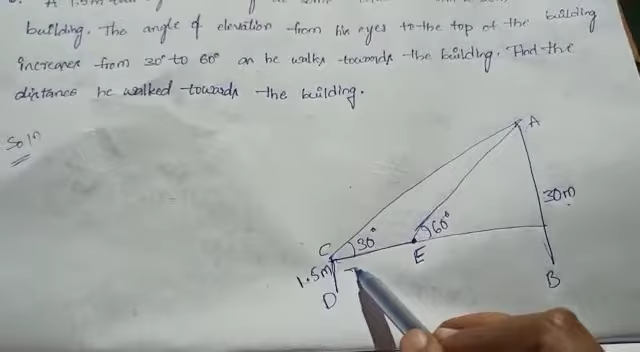 A 1.5m
building. The angle of elevation from his eyes to the top of the building
increases from 30° to 60° as he walks towards the building. Find the
distance he walked towards the building.
Soln
A
30m
60°
30°
C
E
1.5m
D
B